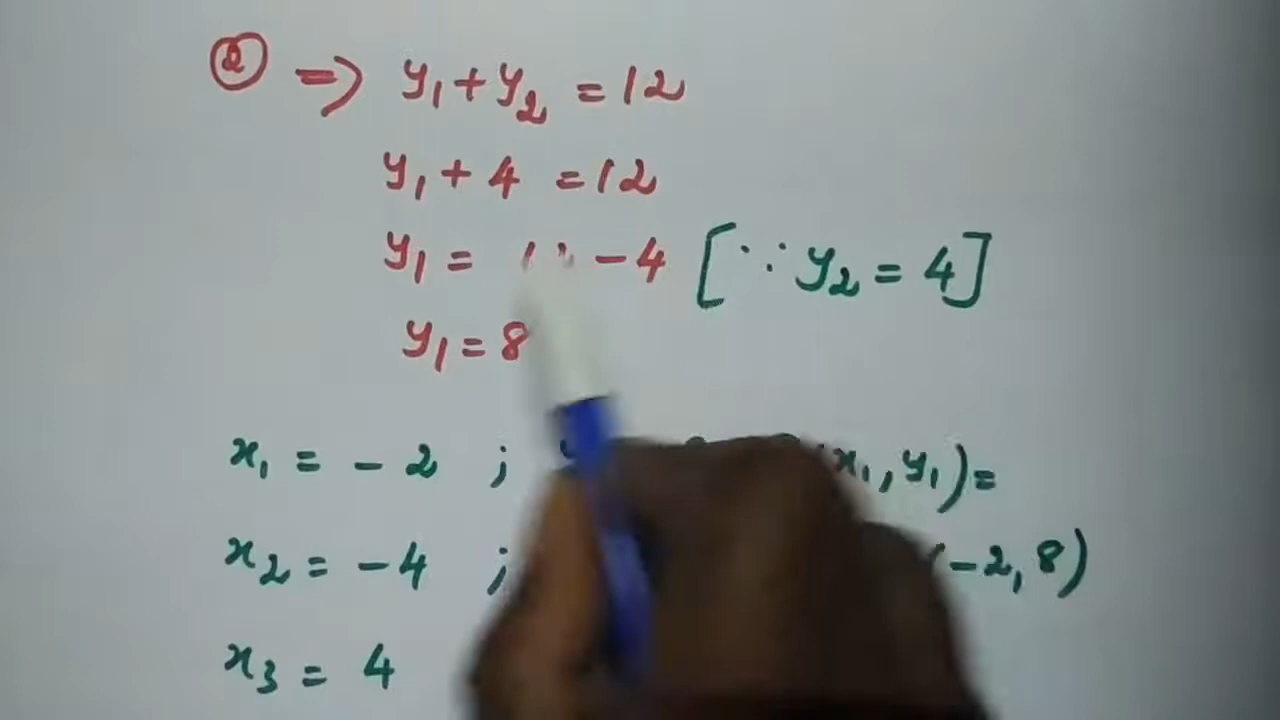 ② ⇒ y₁ + y₂ = 12
y₁ + 4 = 12
y₁ = − 4 [∵ y₂ = 4]
y₁ = 8
x₁ = − 2 ; x₁, y₁) =
x₂ = − 4 ; (−2, 8)
x₃ = 4